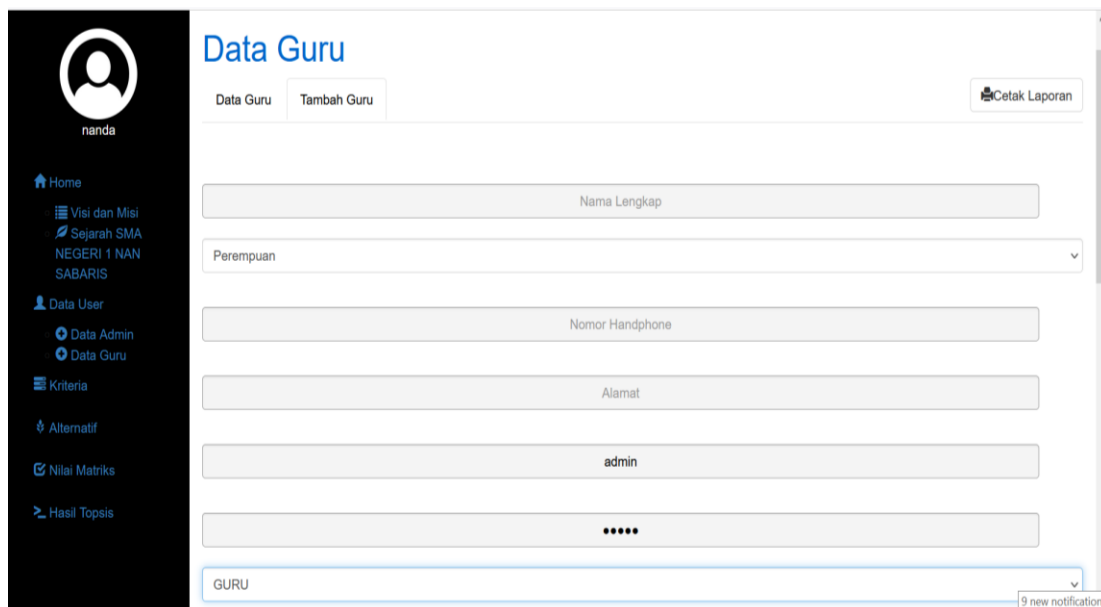 nanda
Home
Visi dan Misi
Sejarah SMA
NEGERI 1 NAN
SABARIS
Data User
Data Admin
Data Guru
Kriteria
Alternatif
Nilai Matriks
Hasil Topsis
Data Guru
Data Guru Tambah Guru
Cetak Laporan
Nama Lengkap
Perempuan
Nomor Handphone
Alamat
admin
•••••
GURU
9 new notification